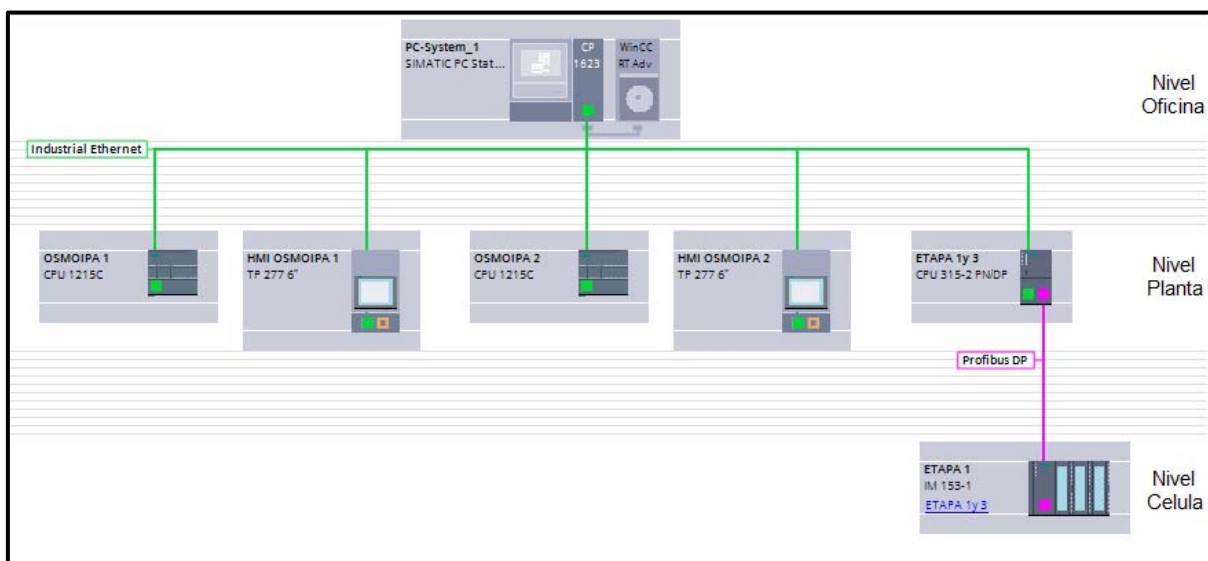 PC-System_1
SIMATIC PC Stat...
CP
1623
WinCC
RT Adv
Nivel
Oficina
Industrial Ethernet
OSMOIPA 1
CPU 1215C
HMI OSMOIPA 1
TP 277 6"
OSMOIPA 2
CPU 1215C
HMI OSMOIPA 2
TP 277 6"
ETAPA 1y 3
CPU 315-2 PN/DP
Nivel
Planta
Profibus DP
ETAPA 1
IM 153-1
ETAPA 1y 3
Nivel
Celula